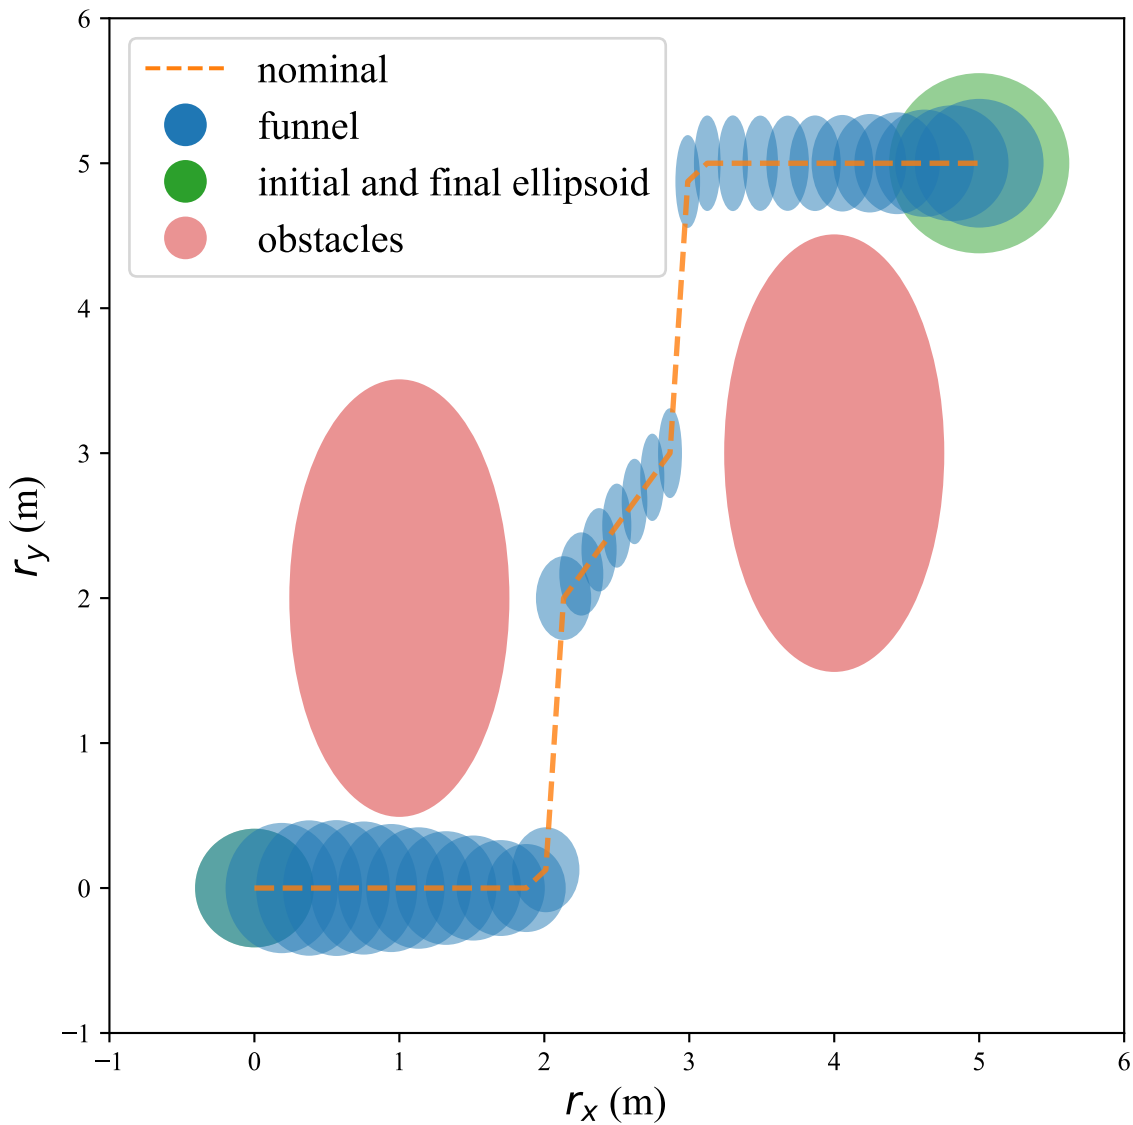 nominal
funnel
initial and final ellipsoid
obstacles
6
5
4
3
2
1
0
−1
r_y (m)
−1 0 1 2 3 4 5 6
r_x (m)